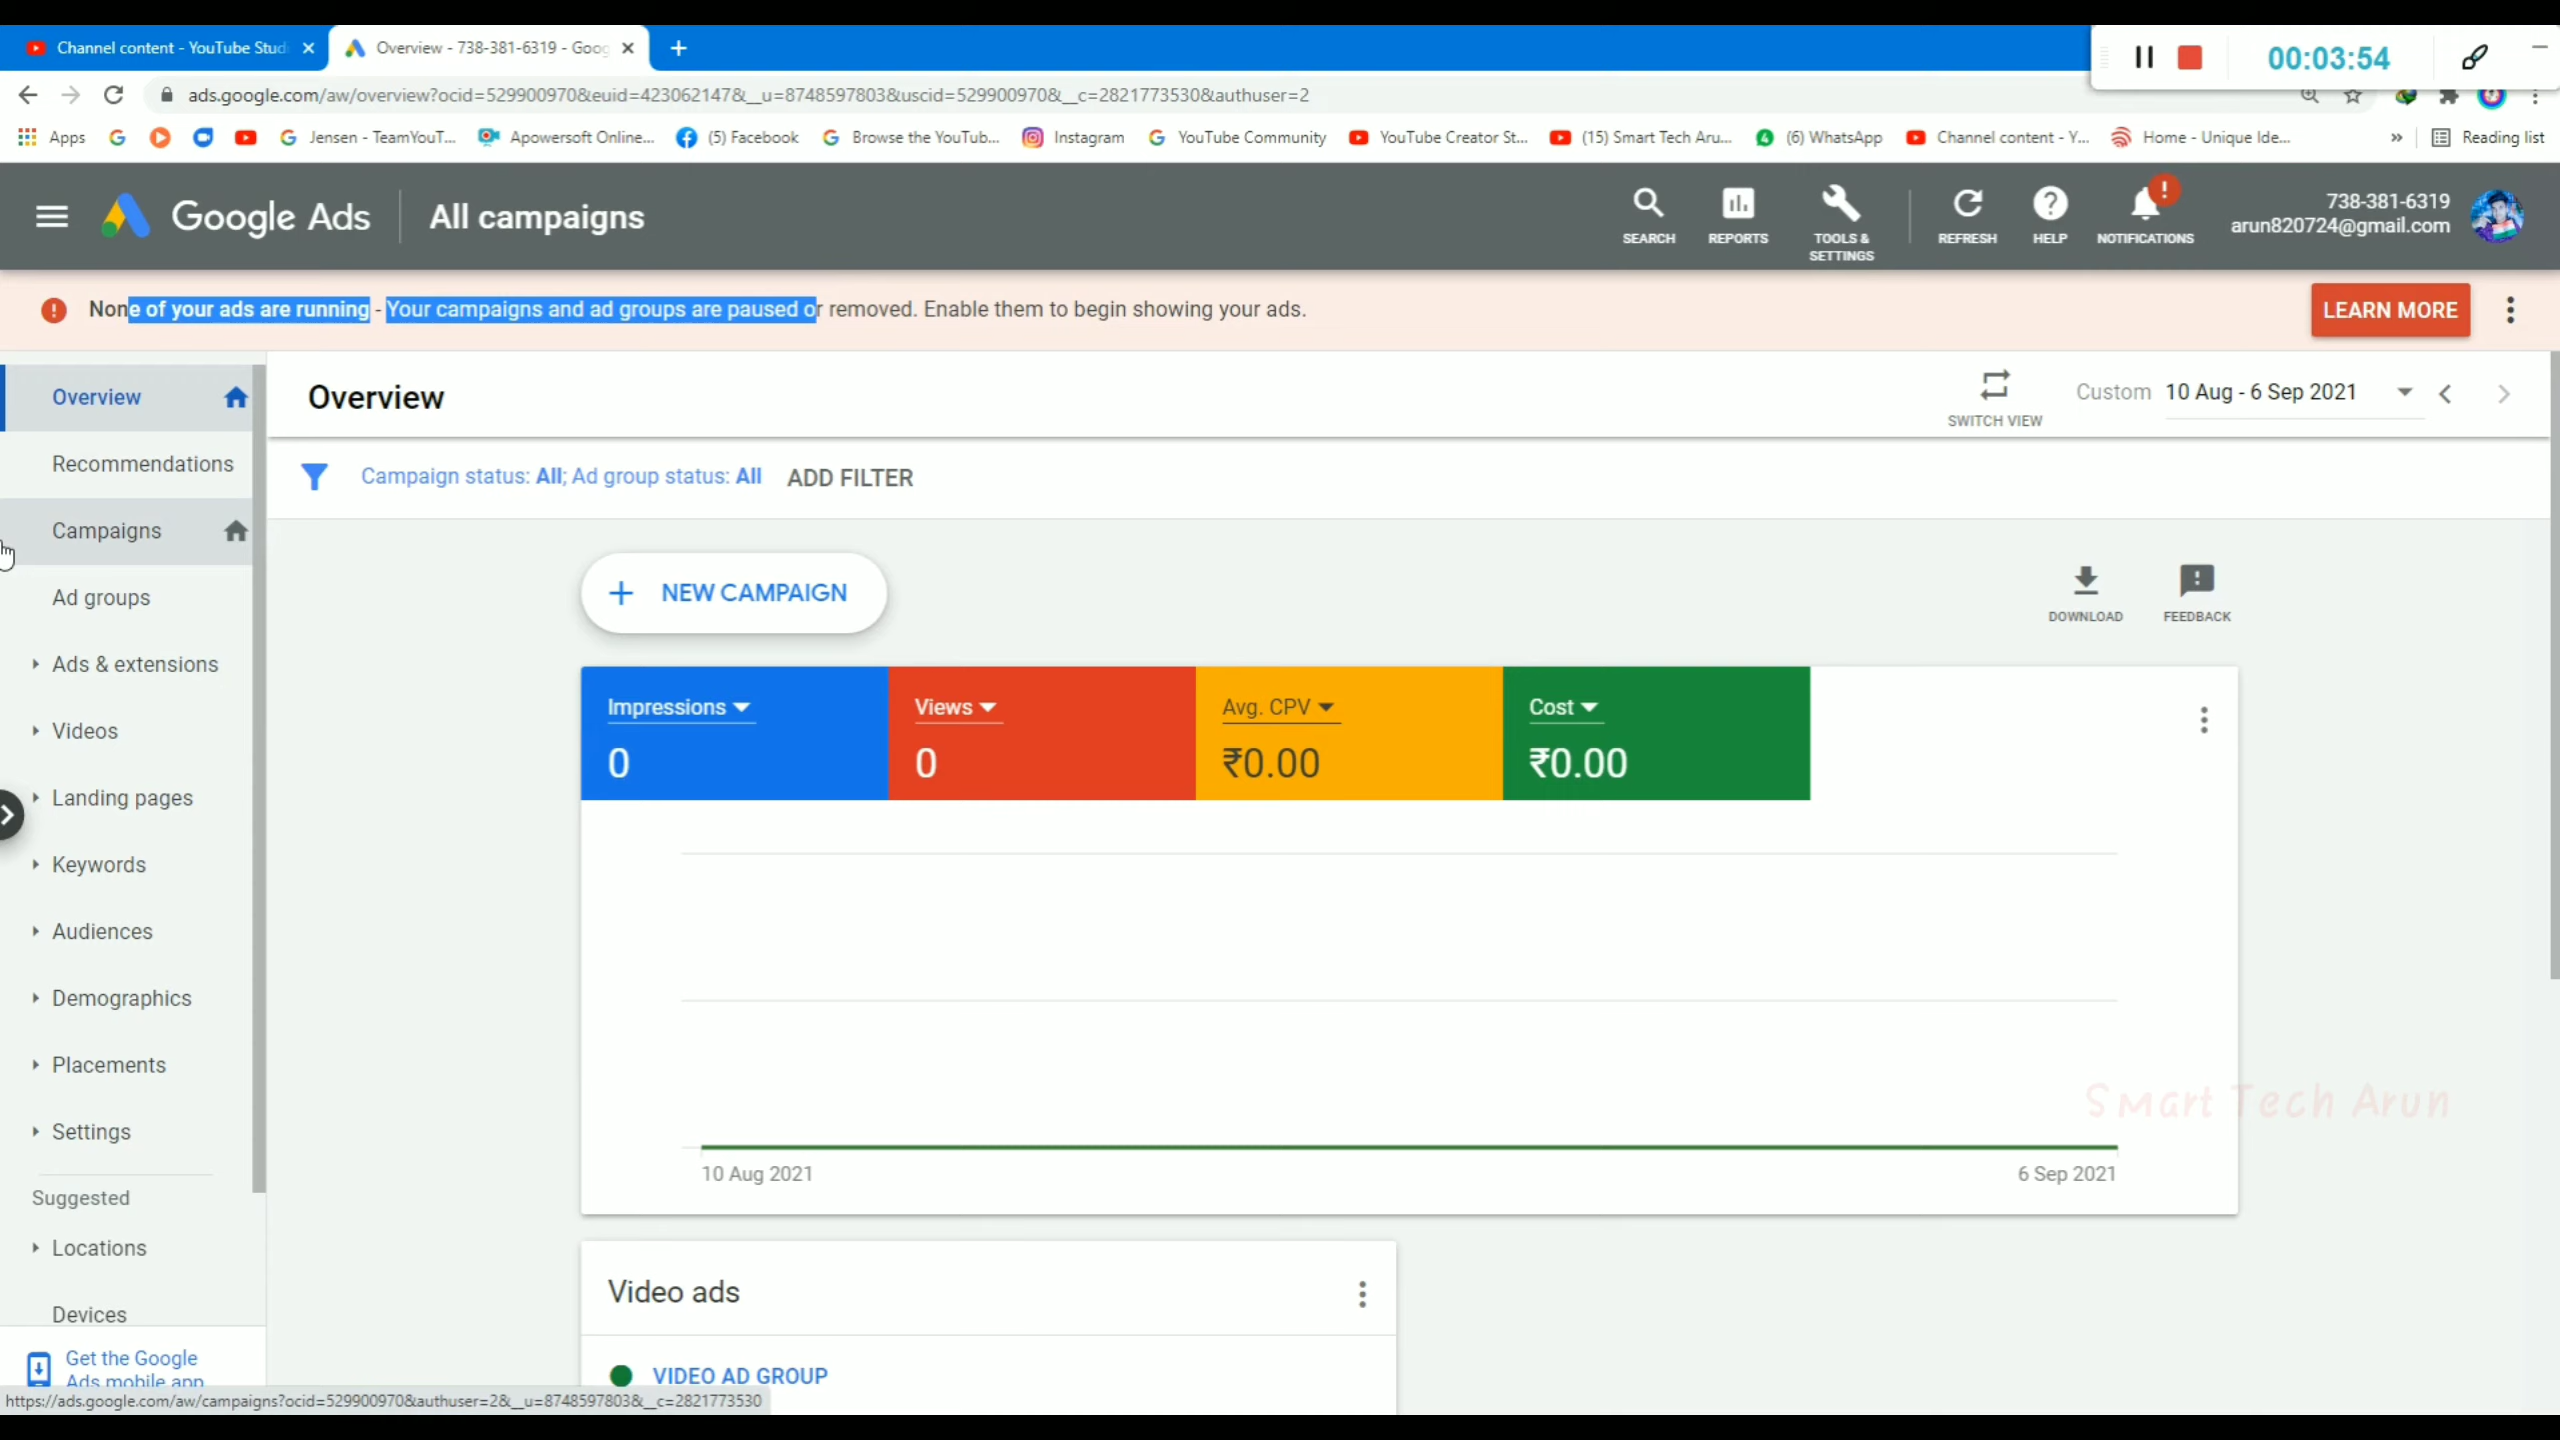 Channel content - YouTube Stud
Overview - 738-381-6319 - Goog
00:03:54
ads.google.com/aw/overview?ocid=529900970&euid=423062147&__u=8748597803&uscid=529900970&__c=2821773530&authuser=2
Apps
Jensen - TeamYouT...
Apowersoft Online...
(5) Facebook
Browse the YouTub...
Instagram
YouTube Community
YouTube Creator St...
(15) Smart Tech Aru...
(6) WhatsApp
Channel content - Y...
Home - Unique Ide...
»
Reading list
Google Ads
All campaigns
SEARCH
REPORTS
TOOLS &
SETTINGS
REFRESH
HELP
NOTIFICATIONS
738-381-6319
arun820724@gmail.com
None of your ads are running - Your campaigns and ad groups are paused or removed. Enable them to begin showing your ads.
LEARN MORE
Overview
Recommendations
Campaigns
Ad groups
Ads & extensions
Videos
Landing pages
Keywords
Audiences
Demographics
Placements
Settings
Suggested
Locations
Devices
Get the Google
Ads mobile app
Overview
SWITCH VIEW
Custom 10 Aug - 6 Sep 2021
Campaign status: All; Ad group status: All
ADD FILTER
+ NEW CAMPAIGN
DOWNLOAD
FEEDBACK
Impressions
0
Views
0
Avg. CPV
₹0.00
Cost
₹0.00
10 Aug 2021
6 Sep 2021
Smart Tech Arun
Video ads
VIDEO AD GROUP
https://ads.google.com/aw/campaigns?ocid=529900970&authuser=2&__u=8748597803&__c=2821773530